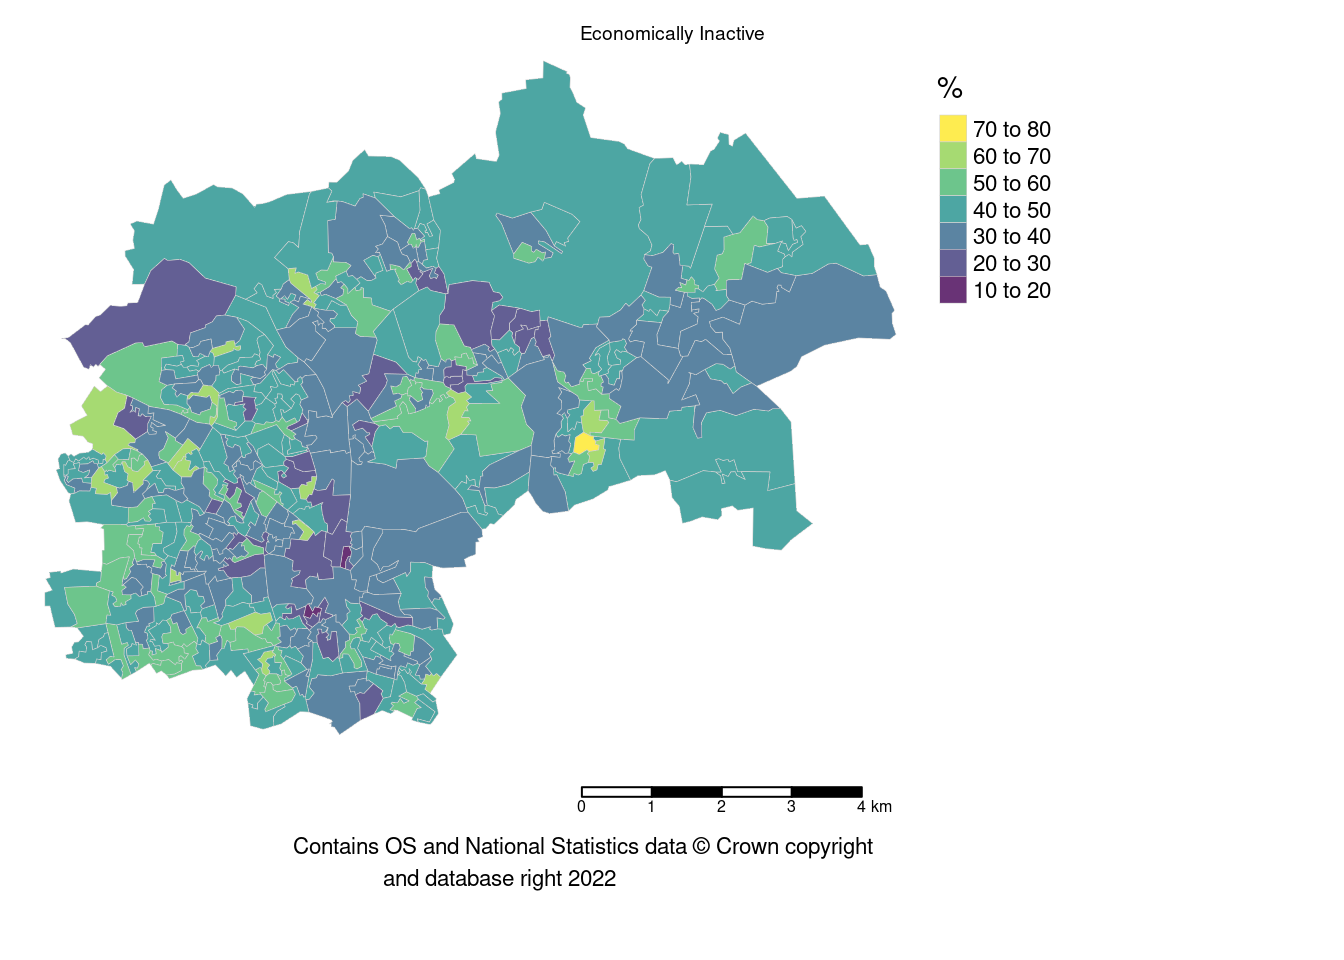 Economically Inactive
%
70 to 80
60 to 70
50 to 60
40 to 50
30 to 40
20 to 30
10 to 20
0 1 2 3 4 km
Contains OS and National Statistics data © Crown copyright
and database right 2022